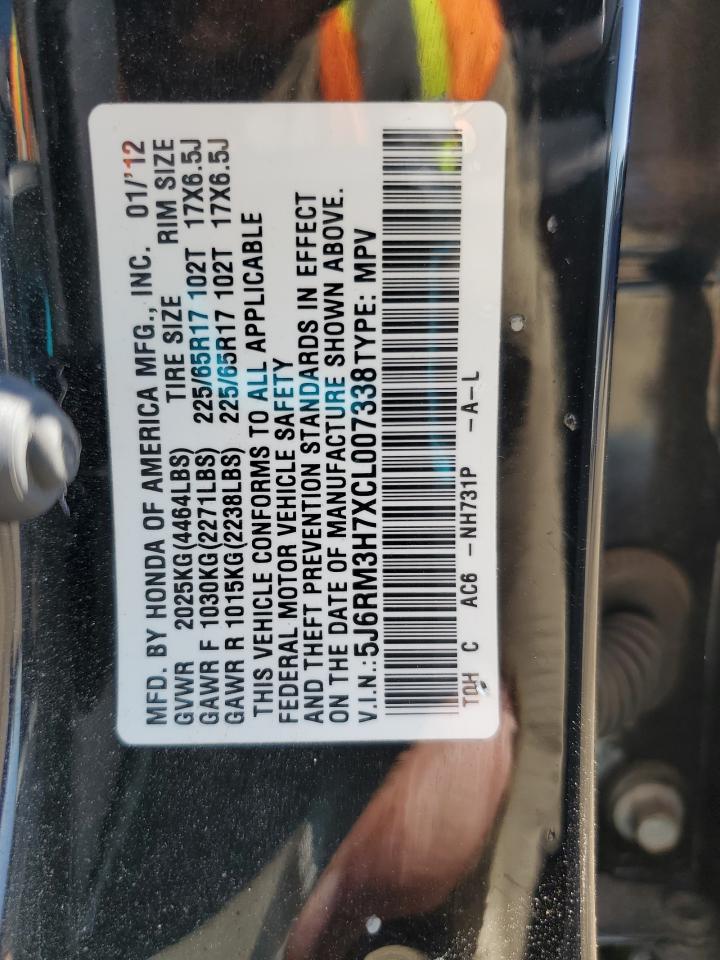 MFD. BY HONDA OF AMERICA MFG., INC. 01/'12
GVWR 2025KG(4464LBS) TIRE SIZE RIM SIZE
GAWR F 1030KG(2271LBS) 225/65R17 102T 17X6.5J
GAWR R 1015KG(2238LBS) 225/65R17 102T 17X6.5J
THIS VEHICLE CONFORMS TO ALL APPLICABLE
FEDERAL MOTOR VEHICLE SAFETY
AND THEFT PREVENTION STANDARDS IN EFFECT
ON THE DATE OF MANUFACTURE SHOWN ABOVE.
V.I.N.:5J6RM3H7XCL007338 TYPE: MPV
T0H C AC6 -NH731P -A-L